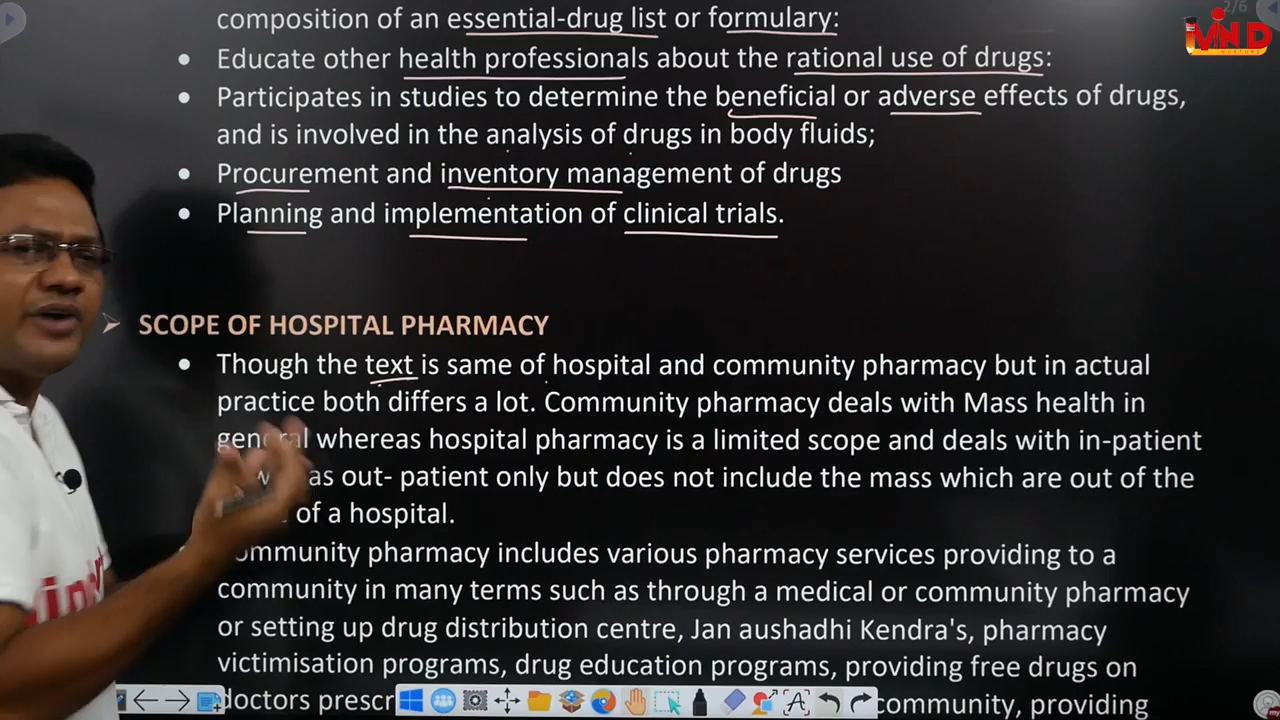 2/6
MIND
composition of an essential-drug list or formulary:
• Educate other health professionals about the rational use of drugs:
• Participates in studies to determine the beneficial or adverse effects of drugs,
and is involved in the analysis of drugs in body fluids;
• Procurement and inventory management of drugs
• Planning and implementation of clinical trials.
➢ SCOPE OF HOSPITAL PHARMACY
• Though the text is same of hospital and community pharmacy but in actual
practice both differs a lot. Community pharmacy deals with Mass health in
general whereas hospital pharmacy is a limited scope and deals with in-patient
as out- patient only but does not include the mass which are out of the
of a hospital.
community pharmacy includes various pharmacy services providing to a
community in many terms such as through a medical or community pharmacy
or setting up drug distribution centre, Jan aushadhi Kendra's, pharmacy
victimisation programs, drug education programs, providing free drugs on
doctors community, providing